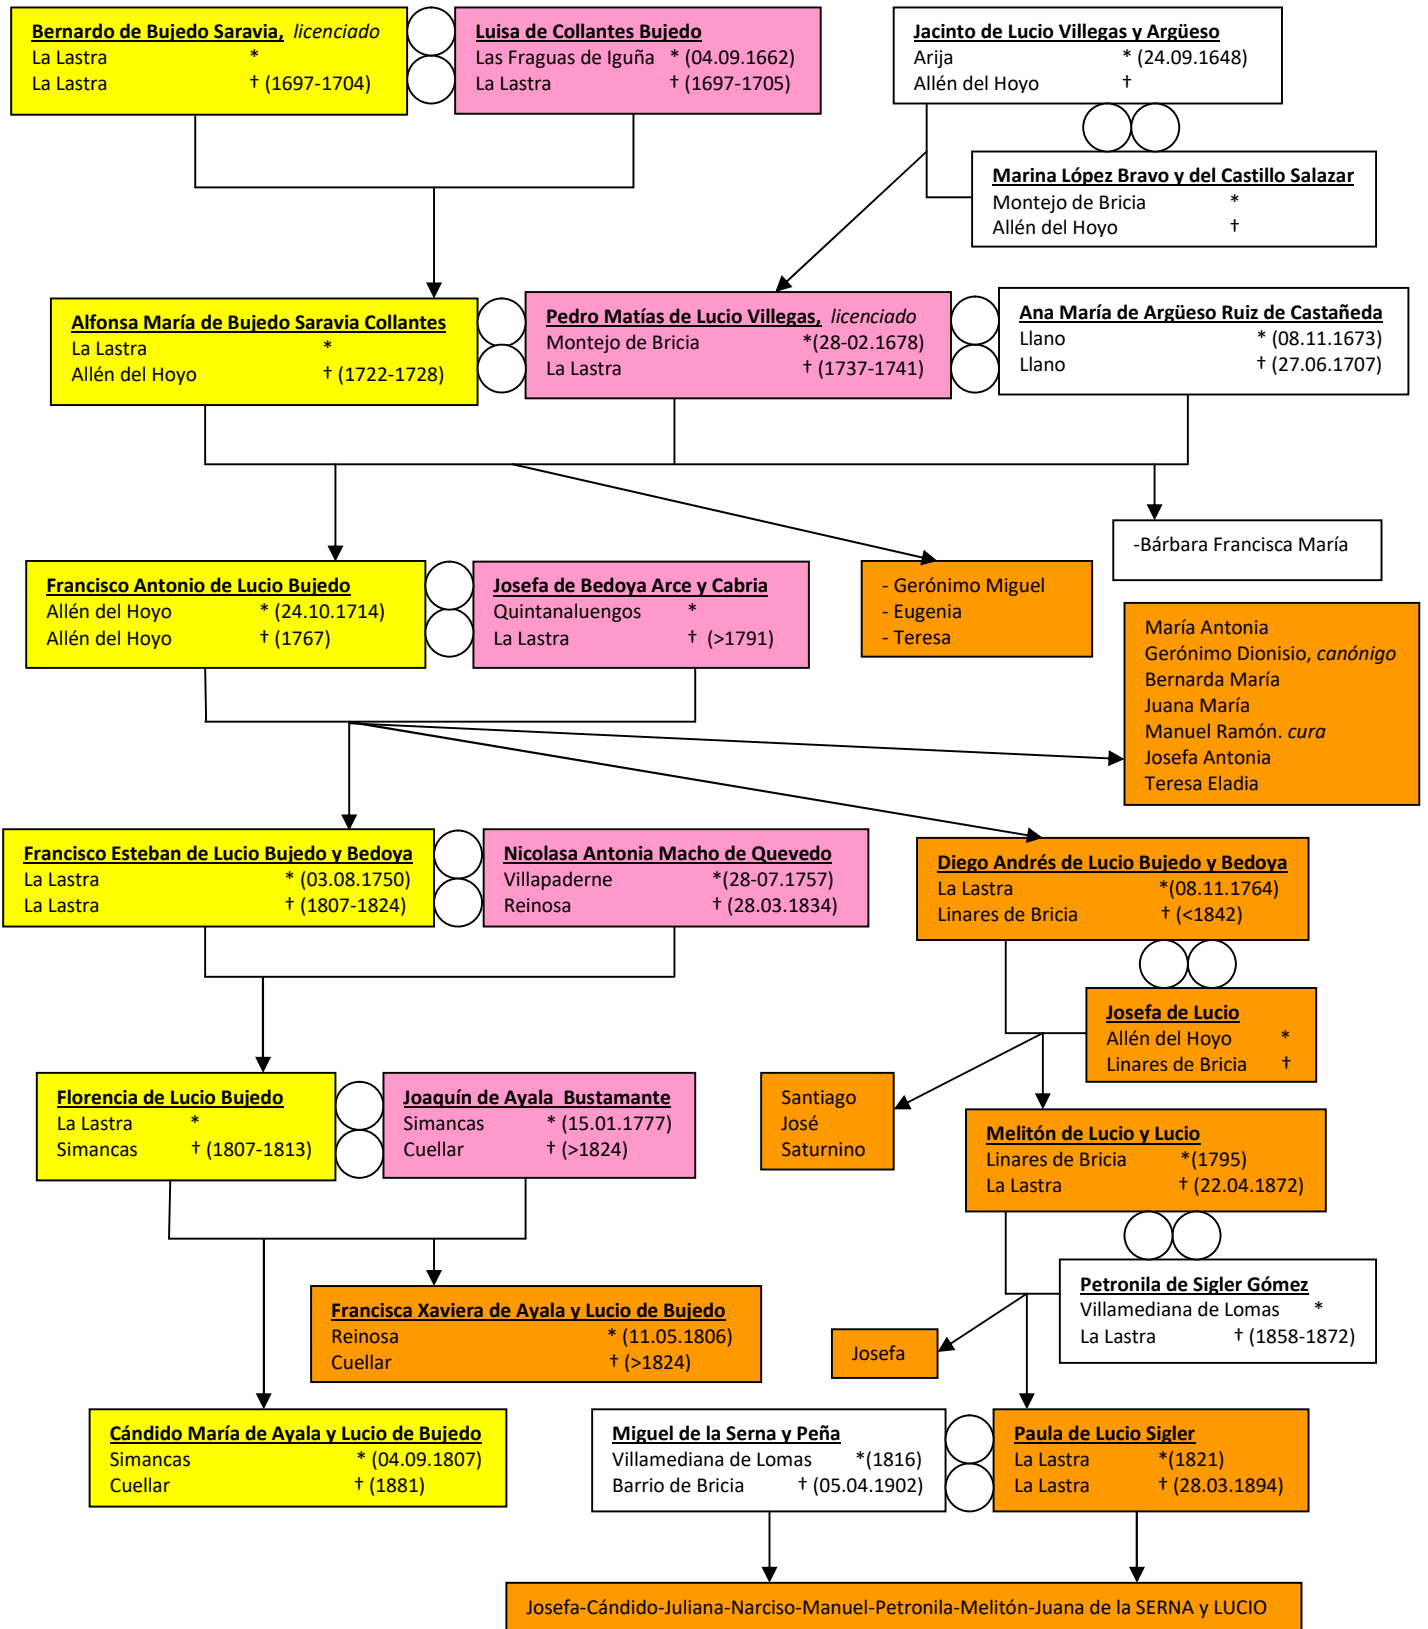 Bernardo de Bujedo Saravia, licenciado
La Lastra *
La Lastra † (1697-1704)
Luisa de Collantes Bujedo
Las Fraguas de Iguña * (04.09.1662)
La Lastra † (1697-1705)
Jacinto de Lucio Villegas y Argüeso
Arija * (24.09.1648)
Allén del Hoyo †
Marina López Bravo y del Castillo Salazar
Montejo de Bricia *
Allén del Hoyo †
Alfonsa María de Bujedo Saravia Collantes
La Lastra *
Allén del Hoyo † (1722-1728)
Pedro Matías de Lucio Villegas, licenciado
Montejo de Bricia *(28-02.1678)
La Lastra † (1737-1741)
Ana María de Argüeso Ruiz de Castañeda
Llano * (08.11.1673)
Llano † (27.06.1707)
-Bárbara Francisca María
Francisco Antonio de Lucio Bujedo
Allén del Hoyo * (24.10.1714)
Allén del Hoyo † (1767)
Josefa de Bedoya Arce y Cabria
Quintanaluengos *
La Lastra † (>1791)
- Gerónimo Miguel
- Eugenia
- Teresa
María Antonia
Gerónimo Dionisio, canónigo
Bernarda María
Juana María
Manuel Ramón. cura
Josefa Antonia
Teresa Eladia
Francisco Esteban de Lucio Bujedo y Bedoya
La Lastra * (03.08.1750)
La Lastra † (1807-1824)
Nicolasa Antonia Macho de Quevedo
Villapaderne *(28-07.1757)
Reinosa † (28.03.1834)
Diego Andrés de Lucio Bujedo y Bedoya
La Lastra *(08.11.1764)
Linares de Bricia † (<1842)
Josefa de Lucio
Allén del Hoyo *
Linares de Bricia †
Florencia de Lucio Bujedo
La Lastra *
Simancas † (1807-1813)
Joaquín de Ayala Bustamante
Simancas * (15.01.1777)
Cuellar † (>1824)
Santiago
José
Saturnino
Melitón de Lucio y Lucio
Linares de Bricia *(1795)
La Lastra † (22.04.1872)
Petronila de Sigler Gómez
Villamediana de Lomas *
La Lastra † (1858-1872)
Francisca Xaviera de Ayala y Lucio de Bujedo
Reinosa * (11.05.1806)
Cuellar † (>1824)
Josefa
Cándido María de Ayala y Lucio de Bujedo
Simancas * (04.09.1807)
Cuellar † (1881)
Miguel de la Serna y Peña
Villamediana de Lomas *(1816)
Barrio de Bricia † (05.04.1902)
Paula de Lucio Sigler
La Lastra *(1821)
La Lastra † (28.03.1894)
Josefa-Cándido-Juliana-Narciso-Manuel-Petronila-Melitón-Juana de la SERNA y LUCIO